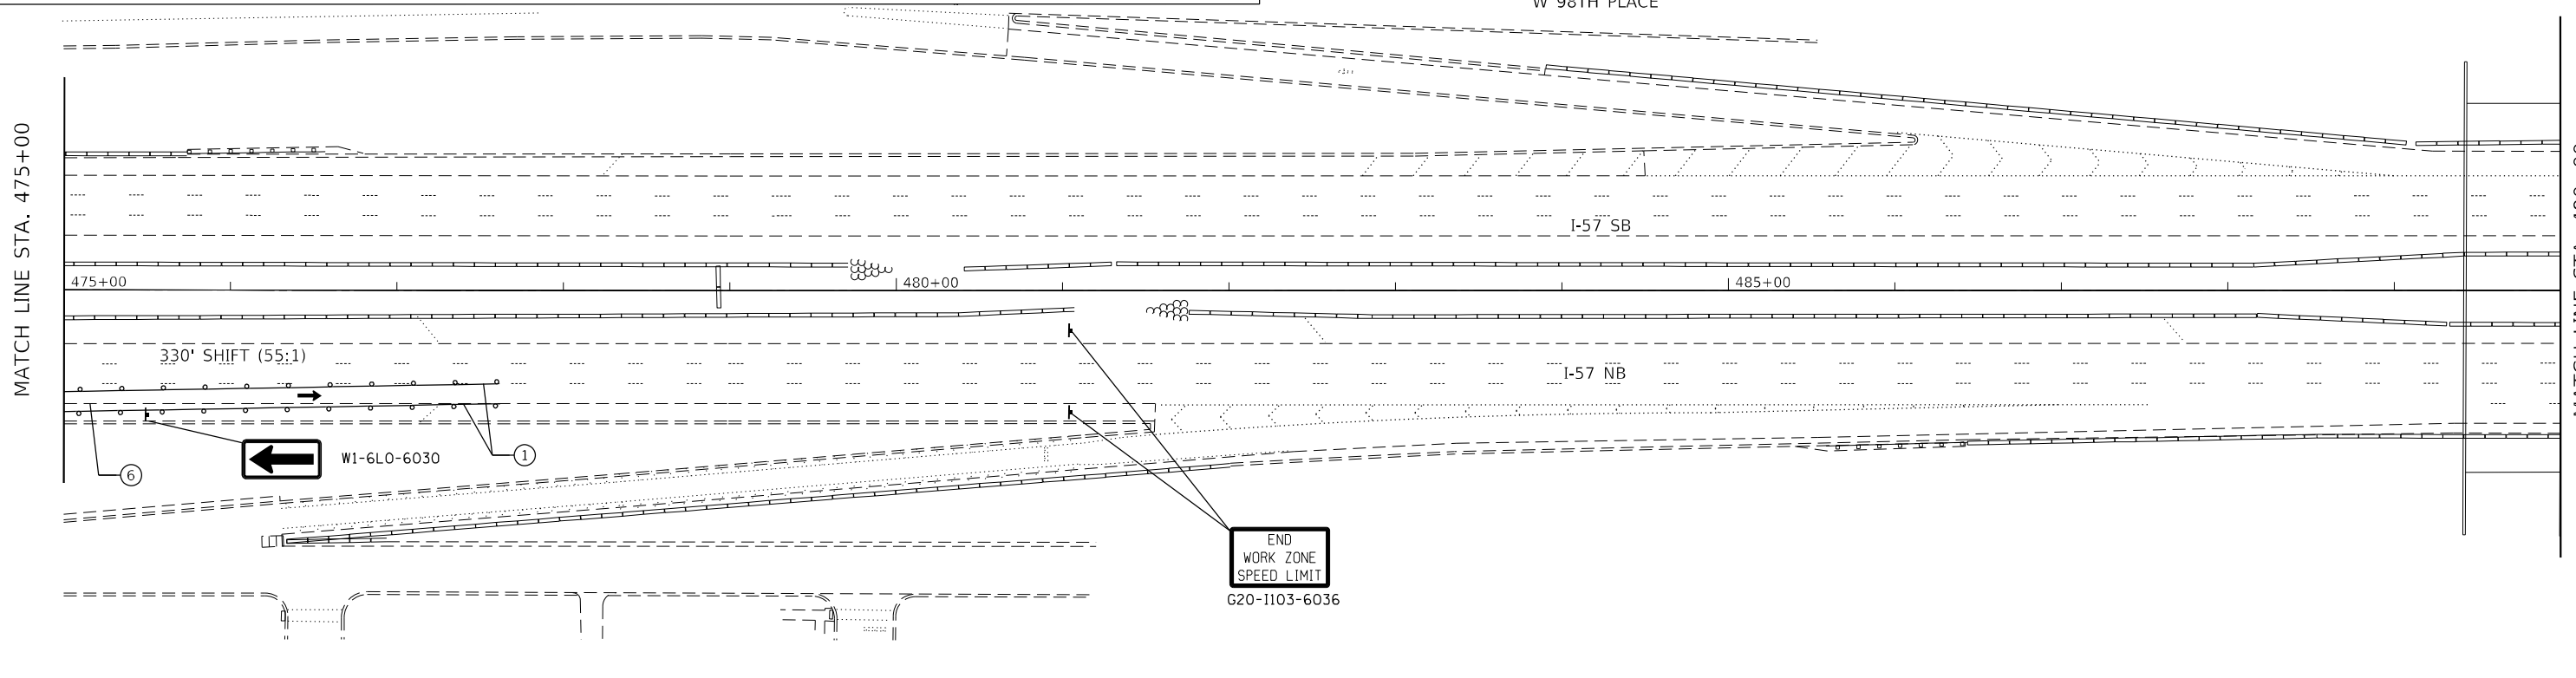 W 98TH PLACE
MATCH LINE STA. 475+00
I-57 SB
475+00
480+00
485+00
330' SHIFT (55:1)
I-57 NB
W1-6LO-6030
1
6
END
WORK ZONE
SPEED LIMIT
G20-I103-6036